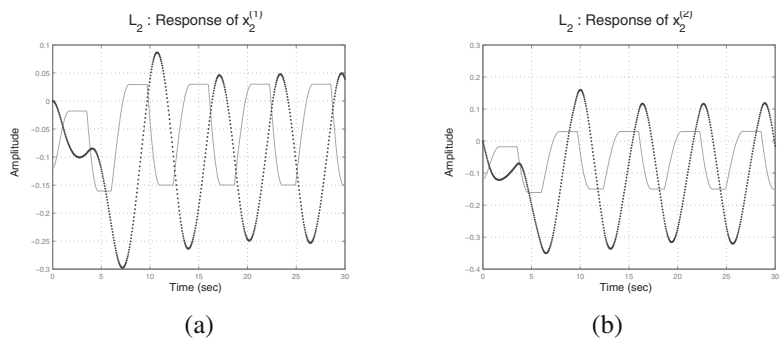 L₂ : Response of x₂⁽¹⁾
0.1
0.05
0
−0.05
−0.1
−0.15
−0.2
−0.25
−0.3
Amplitude
0 5 10 15 20 25 30
Time (sec)
(a)
L₂ : Response of x₂⁽²⁾
0.3
0.2
0.1
0
−0.1
−0.2
−0.3
−0.4
Amplitude
0 5 10 15 20 25 30
Time (sec)
(b)